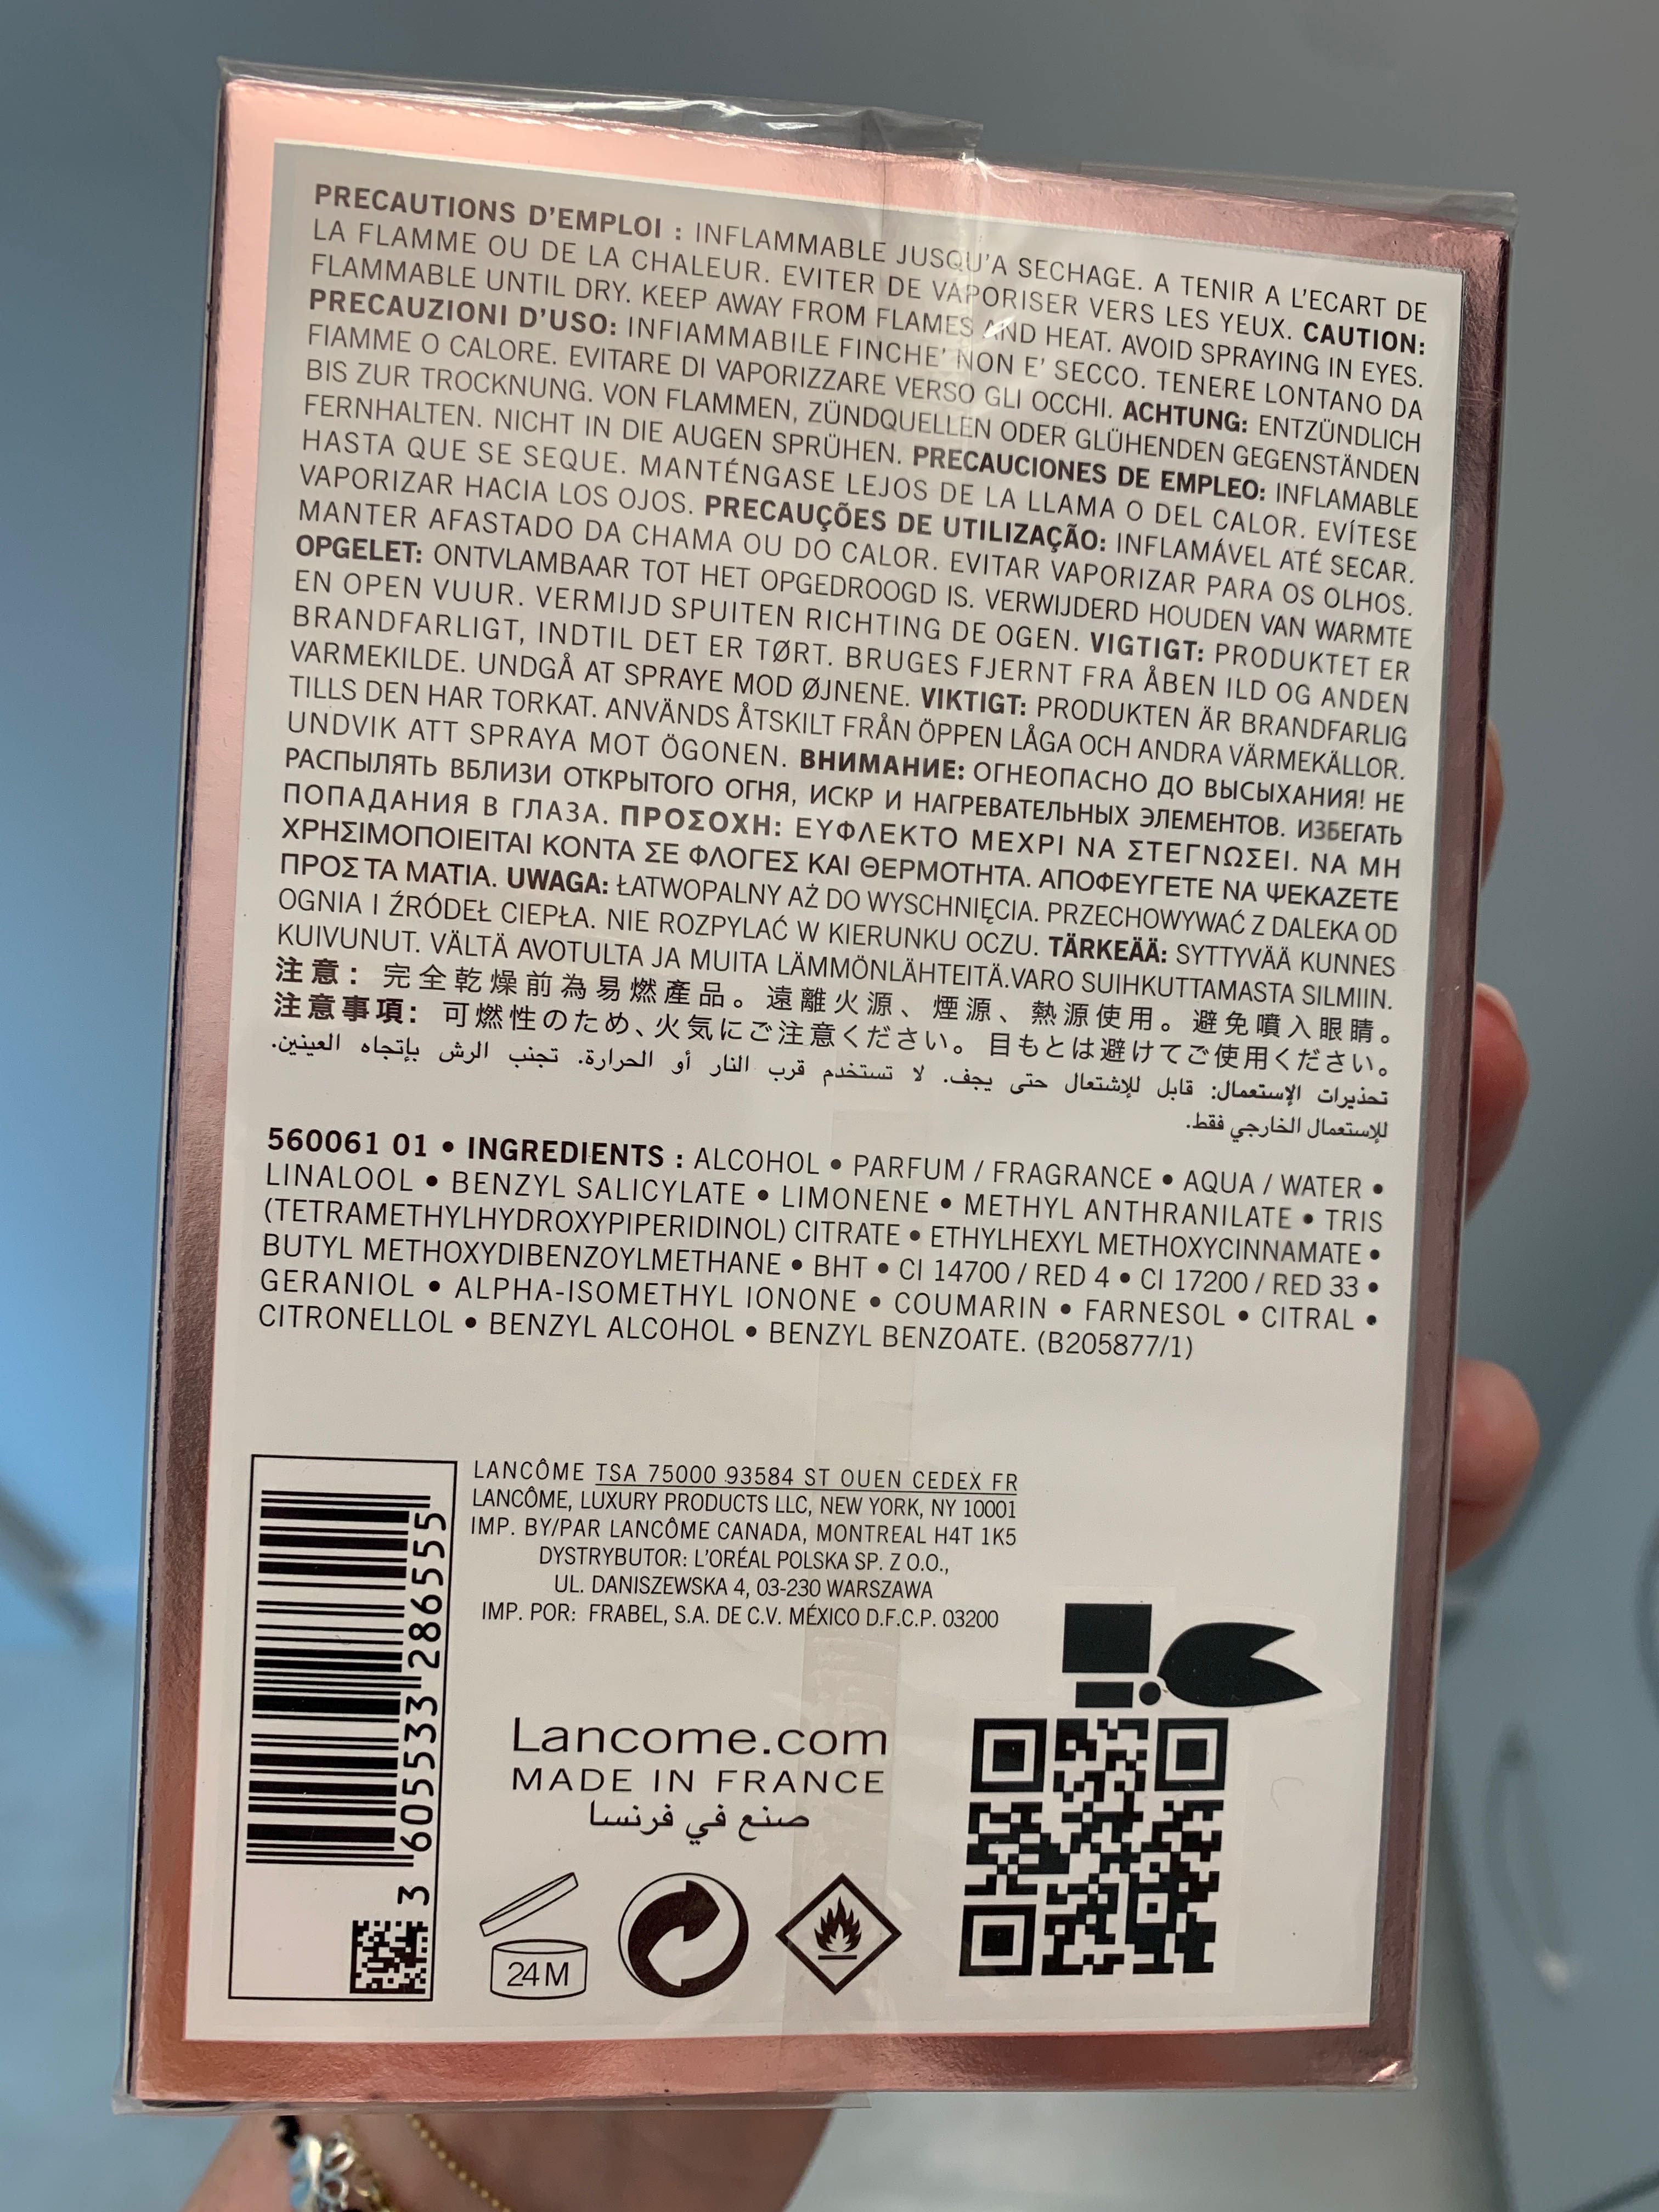 PRECAUTIONS D'EMPLOI : INFLAMMABLE JUSQU'A SECHAGE. A TENIR A L'ECART DE
LA FLAMME OU DE LA CHALEUR. EVITER DE VAPORISER VERS LES YEUX. CAUTION:
FLAMMABLE UNTIL DRY. KEEP AWAY FROM FLAMES AND HEAT. AVOID SPRAYING IN EYES.
PRECAUZIONI D'USO: INFIAMMABILE FINCHE' NON E' SECCO. TENERE LONTANO DA
FIAMME O CALORE. EVITARE DI VAPORIZZARE VERSO GLI OCCHI. ACHTUNG: ENTZÜNDLICH
BIS ZUR TROCKNUNG. VON FLAMMEN, ZÜNDQUELLEN ODER GLÜHENDEN GEGENSTÄNDEN
FERNHALTEN. NICHT IN DIE AUGEN SPRÜHEN. PRECAUCIONES DE EMPLEO: INFLAMABLE
HASTA QUE SE SEQUE. MANTÉNGASE LEJOS DE LA LLAMA O DEL CALOR. EVÍTESE
VAPORIZAR HACIA LOS OJOS. PRECAUÇÕES DE UTILIZAÇÃO: INFLAMÁVEL ATÉ SECAR.
MANTER AFASTADO DA CHAMA OU DO CALOR. EVITAR VAPORIZAR PARA OS OLHOS.
OPGELET: ONTVLAMBAAR TOT HET OPGEDROOGD IS. VERWIJDERD HOUDEN VAN WARMTE
EN OPEN VUUR. VERMIJD SPUITEN RICHTING DE OGEN. VIGTIGT: PRODUKTET ER
BRANDFARLIGT, INDTIL DET ER TØRT. BRUGES FJERNT FRA ÅBEN ILD OG ANDEN
VARMEKILDE. UNDGÅ AT SPRAYE MOD ØJNENE. VIKTIGT: PRODUKTEN ÄR BRANDFARLIG
TILLS DEN HAR TORKAT. ANVÄNDS ÅTSKILT FRÅN ÖPPEN LÅGA OCH ANDRA VÄRMEKÄLLOR.
UNDVIK ATT SPRAYA MOT ÖGONEN. ВНИМАНИЕ: ОГНЕОПАСНО ДО ВЫСЫХАНИЯ! НЕ
РАСПЫЛЯТЬ ВБЛИЗИ ОТКРЫТОГО ОГНЯ, ИСКР И НАГРЕВАТЕЛЬНЫХ ЭЛЕМЕНТОВ. ИЗБЕГАТЬ
ПОПАДАНИЯ В ГЛАЗА. ΠΡΟΣΟΧΗ: ΕΥΦΛΕΚΤΟ ΜΕΧΡΙ ΝΑ ΣΤΕΓΝΩΣΕΙ. ΝΑ ΜΗ
ΧΡΗΣΙΜΟΠΟΙΕΙΤΑΙ ΚΟΝΤΑ ΣΕ ΦΛΟΓΕΣ ΚΑΙ ΘΕΡΜΟΤΗΤΑ. ΑΠΟΦΕΥΓΕΤΕ ΝΑ ΨΕΚΑΖΕΤΕ
ΠΡΟΣ ΤΑ ΜΑΤΙΑ. UWAGA: ŁATWOPALNY AŻ DO WYSCHNIĘCIA. PRZECHOWYWAĆ Z DALEKA OD
OGNIA I ŹRÓDEŁ CIEPŁA. NIE ROZPYLAĆ W KIERUNKU OCZU. TÄRKEÄÄ: SYTTYVÄÄ KUNNES
KUIVUNUT. VÄLTÄ AVOTULTA JA MUITA LÄMMÖNLÄHTEITÄ.VARO SUIHKUTTAMASTA SILMIIN.
注意：完全乾燥前為易燃產品。遠離火源、煙源、熱源使用。避免噴入眼睛。
注意事項：可燃性のため、火気にご注意ください。目もとは避けてご使用ください。
تحذيرات الإستعمال: قابل للإشتعال حتى يجف. لا تستخدم قرب النار أو الحرارة. تجنب الرش بإتجاه العينين.
للإستعمال الخارجي فقط.
560061 01 • INGREDIENTS : ALCOHOL • PARFUM / FRAGRANCE • AQUA / WATER •
LINALOOL • BENZYL SALICYLATE • LIMONENE • METHYL ANTHRANILATE • TRIS
(TETRAMETHYLHYDROXYPIPERIDINOL) CITRATE • ETHYLHEXYL METHOXYCINNAMATE •
BUTYL METHOXYDIBENZOYLMETHANE • BHT • CI 14700 / RED 4 • CI 17200 / RED 33 •
GERANIOL • ALPHA-ISOMETHYL IONONE • COUMARIN • FARNESOL • CITRAL •
CITRONELLOL • BENZYL ALCOHOL • BENZYL BENZOATE. (B205877/1)
LANCÔME TSA 75000 93584 ST OUEN CEDEX FR
LANCÔME, LUXURY PRODUCTS LLC, NEW YORK, NY 10001
IMP. BY/PAR LANCÔME CANADA, MONTREAL H4T 1K5
DYSTRYBUTOR: L'ORÉAL POLSKA SP. Z O.O.,
UL. DANISZEWSKA 4, 03-230 WARSZAWA
IMP. POR: FRABEL, S.A. DE C.V. MÉXICO D.F.C.P. 03200
3 605533 286555
Lancome.com
MADE IN FRANCE
صنع في فرنسا
24M